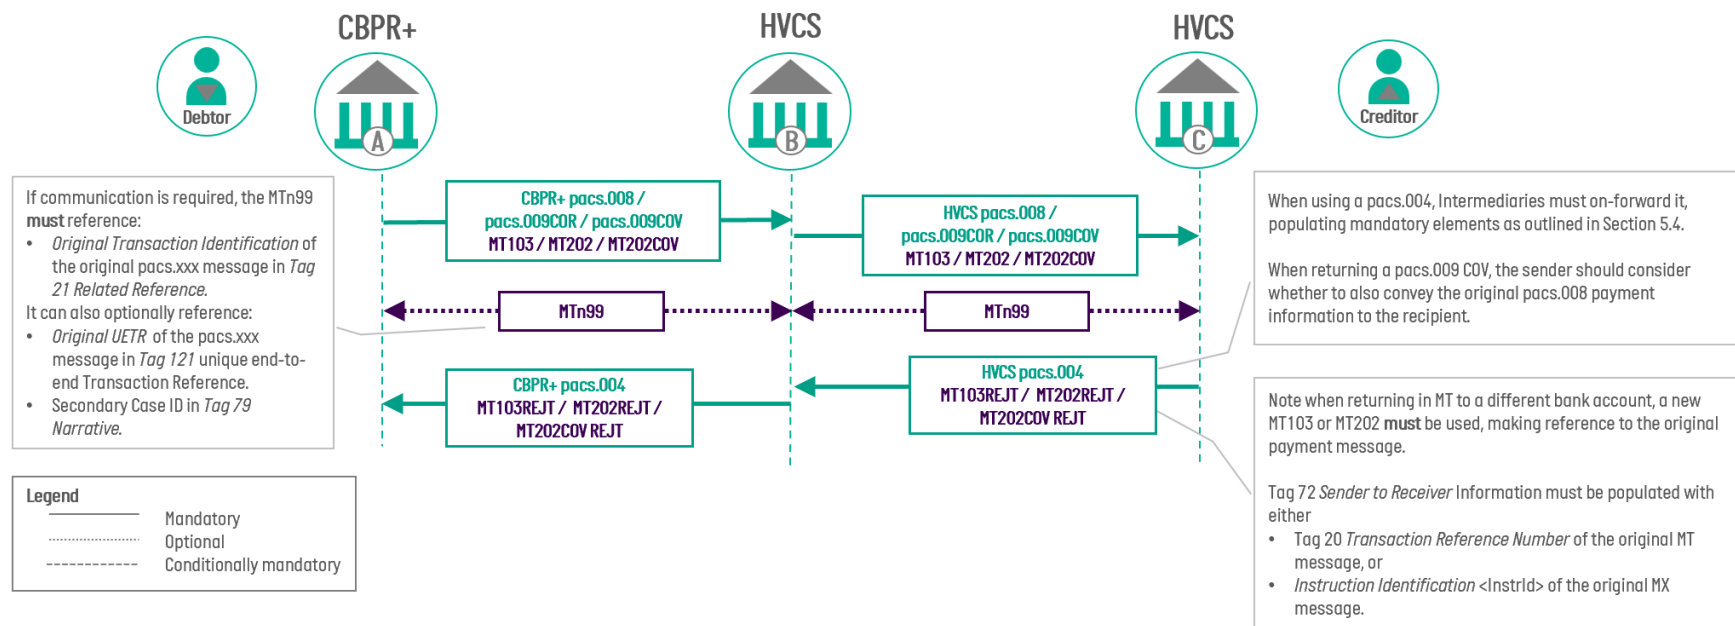 CBPR+
HVCS
HVCS
Debtor
A
B
C
Creditor
If communication is required, the MTn99
must reference:
• Original Transaction Identification of
the original pacs.xxx message in Tag
21 Related Reference.
It can also optionally reference:
• Original UETR of the pacs.xxx
message in Tag 121 unique end-to-
end Transaction Reference.
• Secondary Case ID in Tag 79
Narrative.
CBPR+ pacs.008 /
pacs.009COR / pacs.009COV
MT103 / MT202 / MT202COV
HVCS pacs.008 /
pacs.009COR / pacs.009COV
MT103 / MT202 / MT202COV
MTn99
MTn99
CBPR+ pacs.004
MT103REJT / MT202REJT /
MT202COV REJT
HVCS pacs.004
MT103REJT / MT202REJT /
MT202COV REJT
When using a pacs.004, Intermediaries must on-forward it,
populating mandatory elements as outlined in Section 5.4.
When returning a pacs.009 COV, the sender should consider
whether to also convey the original pacs.008 payment
information to the recipient.
Note when returning in MT to a different bank account, a new
MT103 or MT202 must be used, making reference to the original
payment message.
Tag 72 Sender to Receiver Information must be populated with
either
• Tag 20 Transaction Reference Number of the original MT
message, or
• Instruction Identification <InstrId> of the original MX
message.
Legend
Mandatory
Optional
Conditionally mandatory